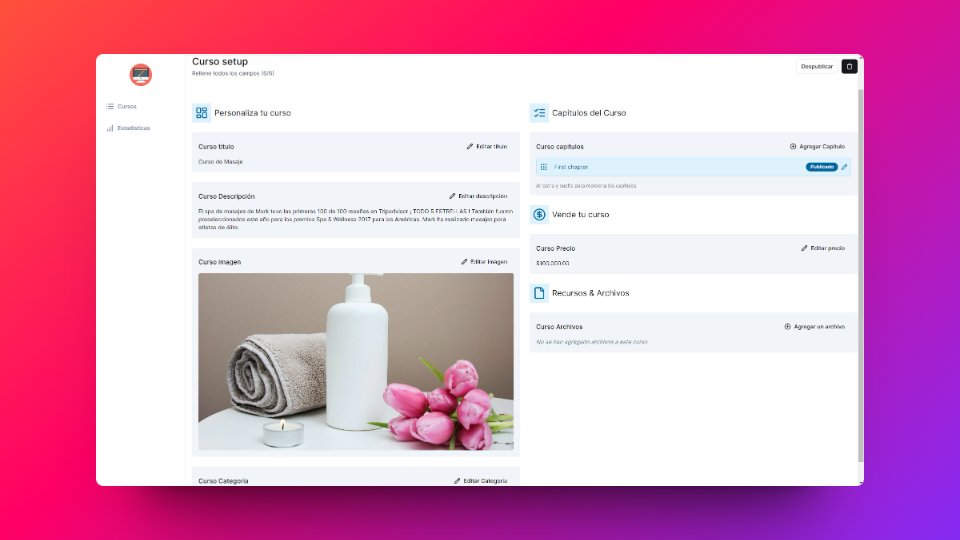 Curso setup
Rellene todos los campos (6/6)
Despublicar
Cursos
Estadísticas
Personaliza tu curso
Curso título
Editar título
Curso de Masaje
Curso Descripción
Editar descripción
El spa de masajes de Mark tuvo las primeras 100 de 100 reseñas en Tripadvisor ¡ TODO 5 ESTRELLAS ! También fuimos
preseleccionados este año para los premios Spa & Wellness 2017 para las Américas. Mark ha realizado masajes para
atletas de élite.
Curso imagen
Editar imagen
Curso Categoría
Editar Categoría
Capítulos del Curso
Curso capítulos
Agregar Capítulo
First chapter
Publicado
Arrastra y suelta para reordenar los capítulos
Vende tu curso
Curso Precio
Editar precio
$100,000.00
Recursos & Archivos
Curso Archivos
Agregar un archivo
No se han agregado archivos a este curso